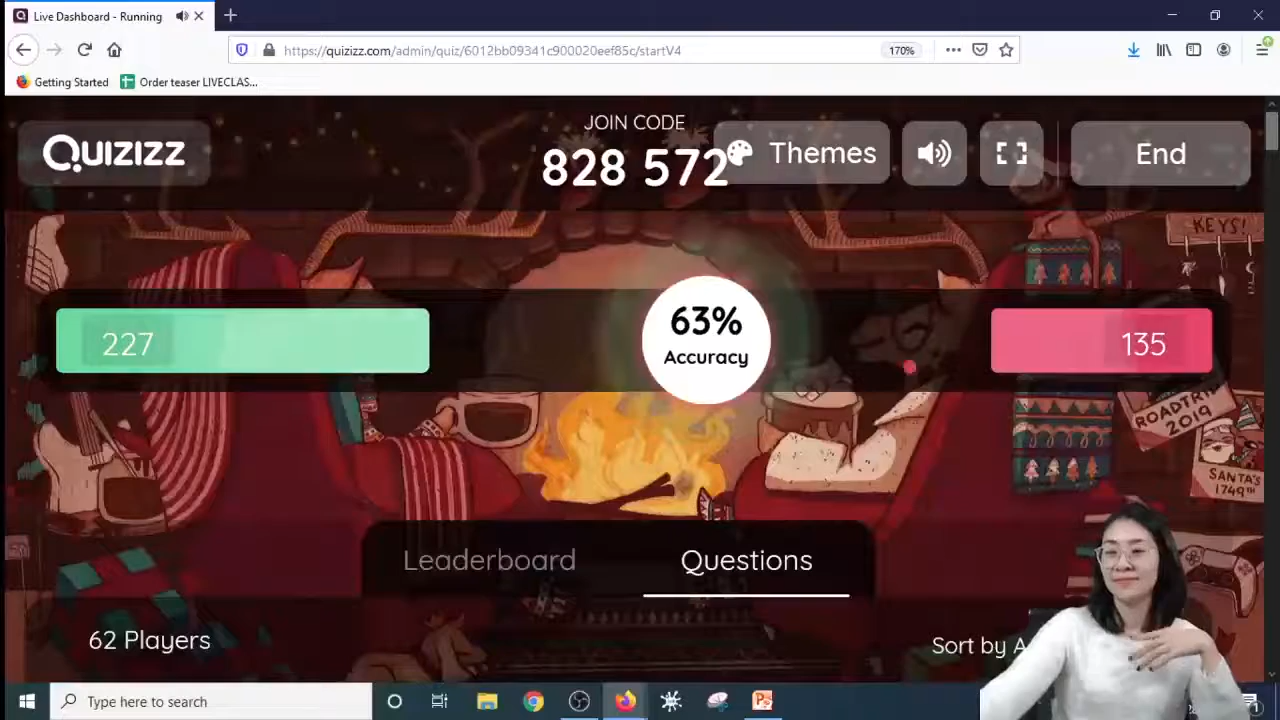 Live Dashboard - Running
https://quizizz.com/admin/quiz/6012bb09341c900020eef85c/startV4
170%
Getting Started
Order teaser LIVECLAS...
QUIZIZZ
JOIN CODE
828 572
Themes
End
KEYS!
227
63%
Accuracy
135
ROADTRIP
2019
SANTA'S
1749TH
Leaderboard
Questions
62 Players
Sort by A
Type here to search